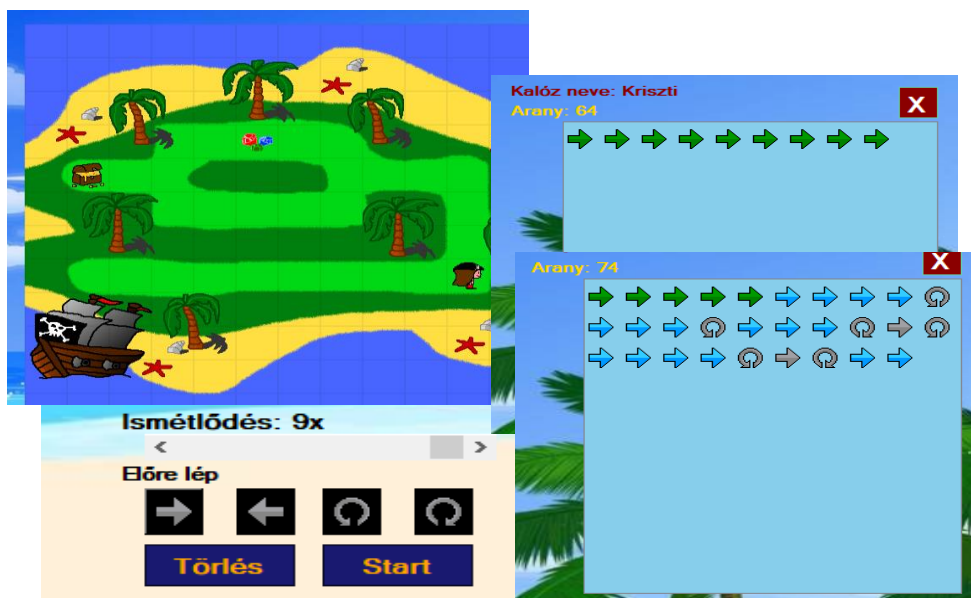 Kalóz neve: Kriszti
Arany: 64
X
Arany: 74
X
Ismétlődés: 9x
Előre lép
Törlés
Start